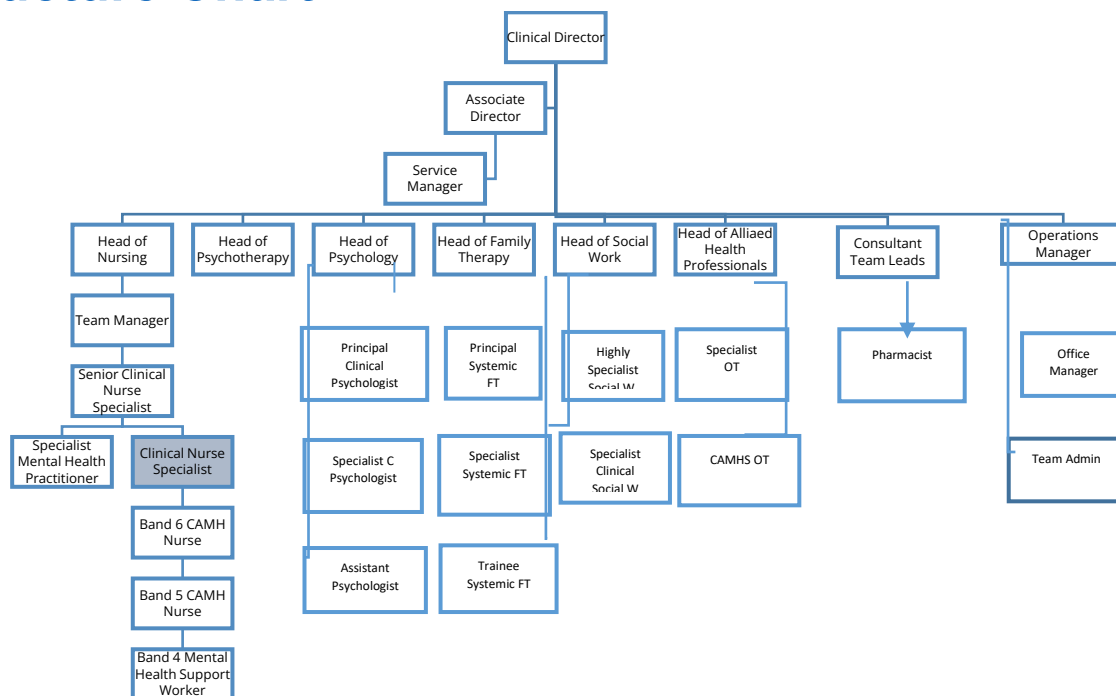 Clinical Director
Associate
Director
Service
Manager
Head of
Nursing
Head of
Psychotherapy
Head of
Psychology
Head of Family
Therapy
Head of Social
Work
Head of Alliaed
Health
Professionals
Consultant
Team Leads
Operations
Manager
Team Manager
Senior Clinical
Nurse
Specialist
Specialist
Mental Health
Practitioner
Clinical Nurse
Specialist
Band 6 CAMH
Nurse
Band 5 CAMH
Nurse
Band 4 Mental
Health Support
Worker
Principal
Clinical
Psychologist
Specialist C
Psychologist
Assistant
Psychologist
Principal
Systemic
FT
Specialist
Systemic FT
Trainee
Systemic FT
Highly
Specialist
Social W
Specialist
Clinical
Social W
Specialist
OT
CAMHS OT
Pharmacist
Office
Manager
Team Admin